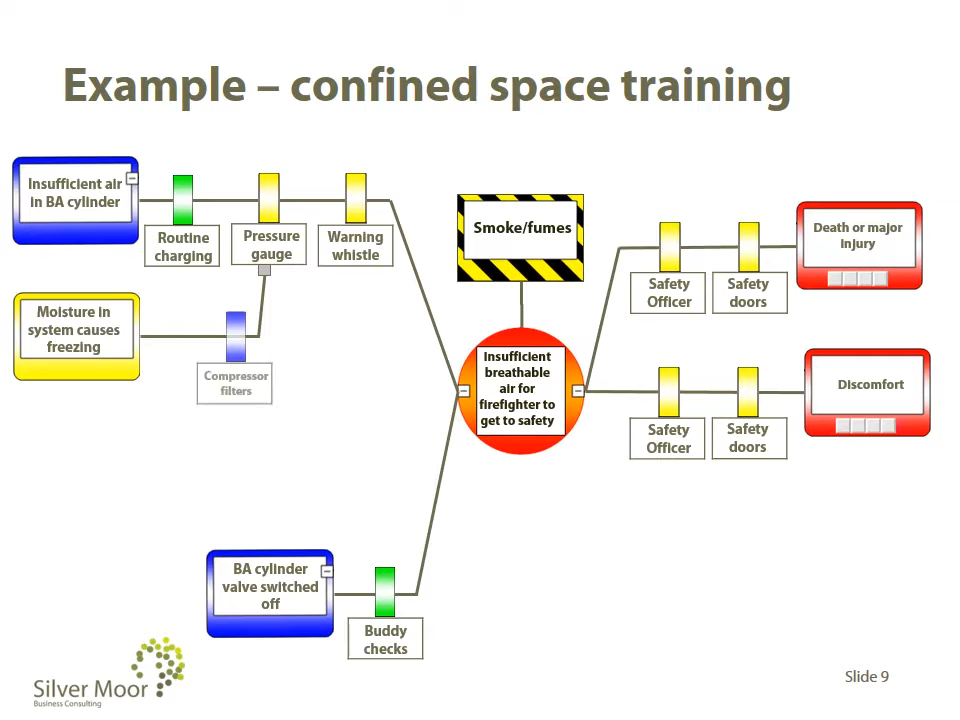 Example – confined space training
Insufficient air
in BA cylinder
Routine
charging
Pressure
gauge
Warning
whistle
Moisture in
system causes
freezing
Compressor
filters
BA cylinder
valve switched
off
Buddy
checks
Smoke/fumes
Insufficient
breathable
air for
firefighter to
get to safety
Safety
Officer
Safety
doors
Death or major
injury
Safety
Officer
Safety
doors
Discomfort
Silver Moor
Business Consulting
Slide 9